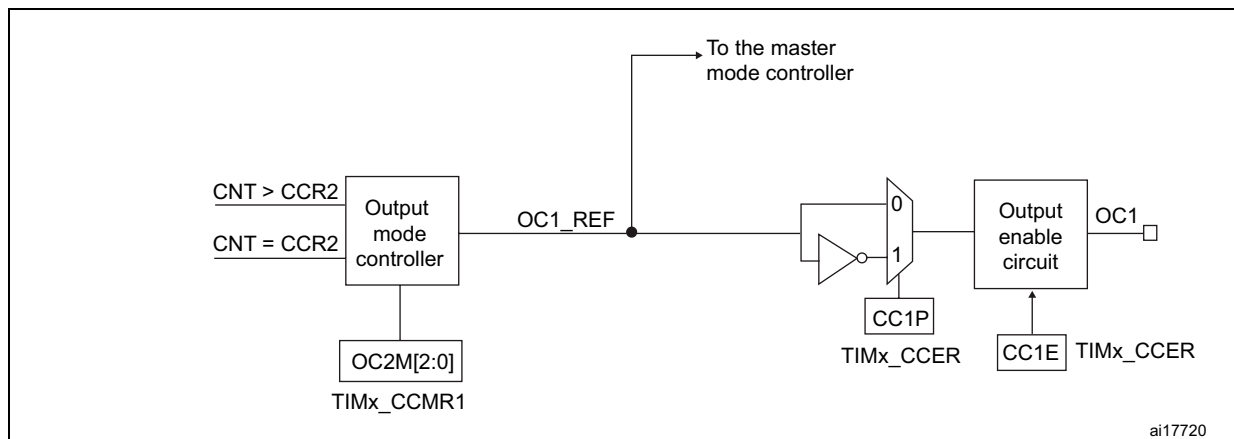 To the master
mode controller
CNT > CCR2
CNT = CCR2
Output
mode
controller
OC1_REF
0
1
Output
enable
circuit
OC1
CC1P
TIMx_CCER
CC1E
TIMx_CCER
OC2M[2:0]
TIMx_CCMR1
ai17720